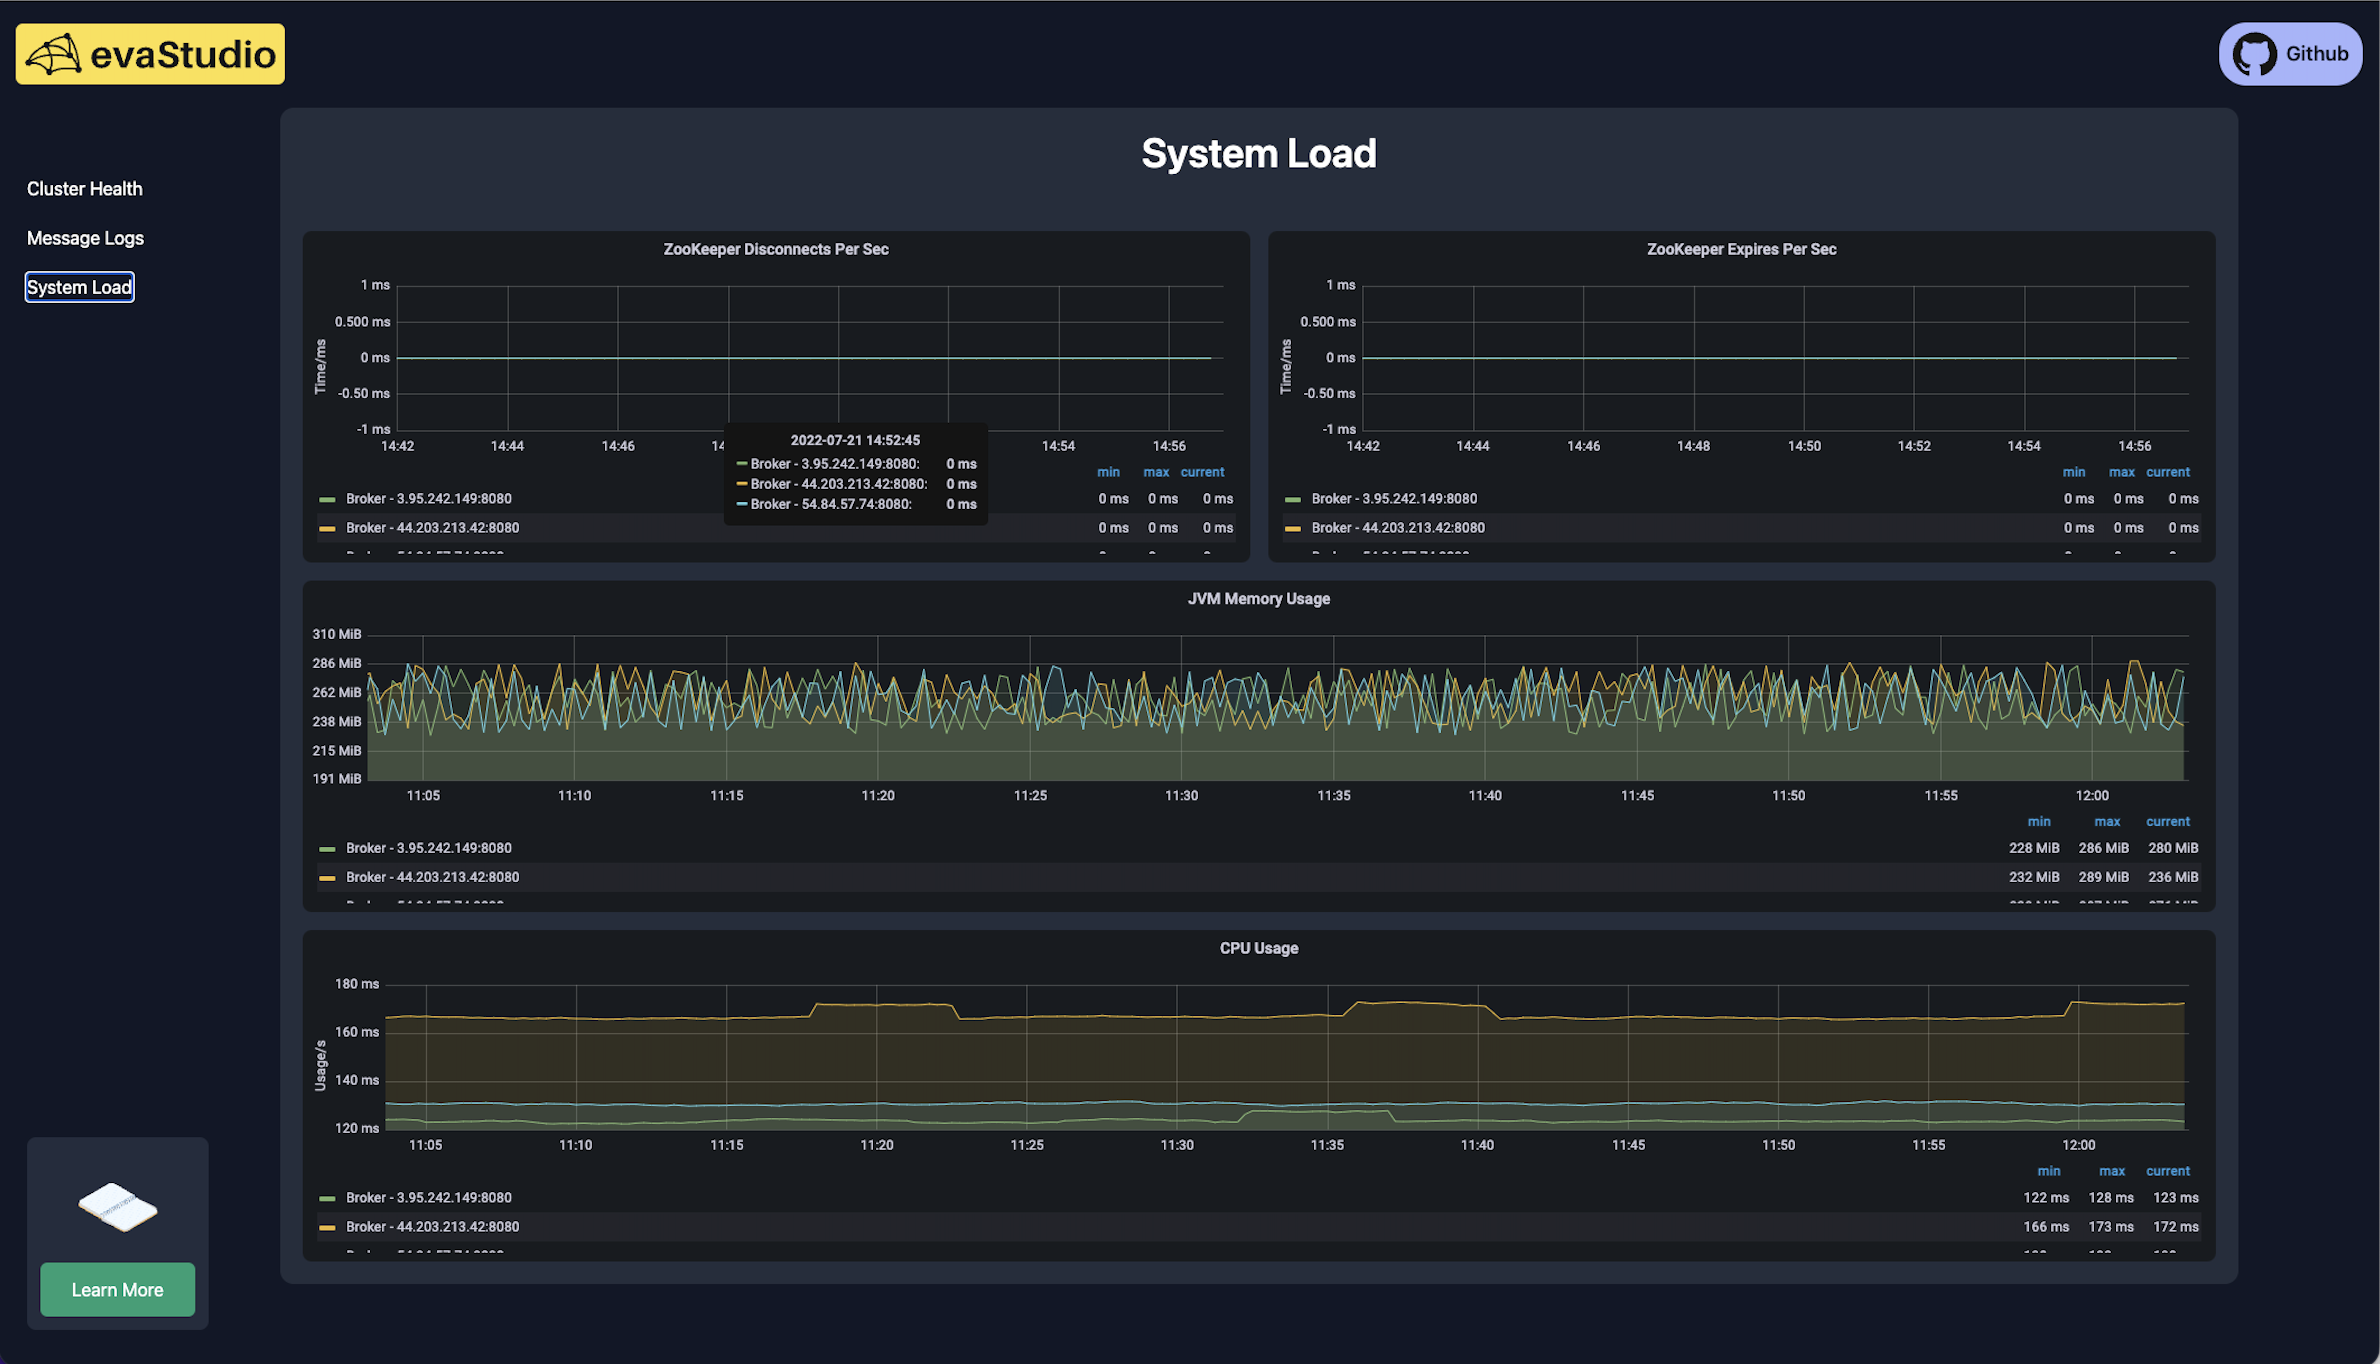 evaStudio
Github
Cluster Health
Message Logs
System Load
System Load
ZooKeeper Disconnects Per Sec
Time/ms
1 ms
0.500 ms
0 ms
-0.50 ms
-1 ms
14:42 14:44 14:46 14:54 14:56
2022-07-21 14:52:45
Broker - 3.95.242.149:8080: 0 ms
Broker - 44.203.213.42:8080: 0 ms
Broker - 54.84.57.74:8080: 0 ms
min max current
Broker - 3.95.242.149:8080 0 ms 0 ms 0 ms
Broker - 44.203.213.42:8080 0 ms 0 ms 0 ms
ZooKeeper Expires Per Sec
Time/ms
1 ms
0.500 ms
0 ms
-0.50 ms
-1 ms
14:42 14:44 14:46 14:48 14:50 14:52 14:54 14:56
min max current
Broker - 3.95.242.149:8080 0 ms 0 ms 0 ms
Broker - 44.203.213.42:8080 0 ms 0 ms 0 ms
JVM Memory Usage
310 MiB
286 MiB
262 MiB
238 MiB
215 MiB
191 MiB
11:05 11:10 11:15 11:20 11:25 11:30 11:35 11:40 11:45 11:50 11:55 12:00
min max current
Broker - 3.95.242.149:8080 228 MiB 286 MiB 280 MiB
Broker - 44.203.213.42:8080 232 MiB 289 MiB 236 MiB
CPU Usage
Usage/s
180 ms
160 ms
140 ms
120 ms
11:05 11:10 11:15 11:20 11:25 11:30 11:35 11:40 11:45 11:50 11:55 12:00
min max current
Broker - 3.95.242.149:8080 122 ms 128 ms 123 ms
Broker - 44.203.213.42:8080 166 ms 173 ms 172 ms
Learn More